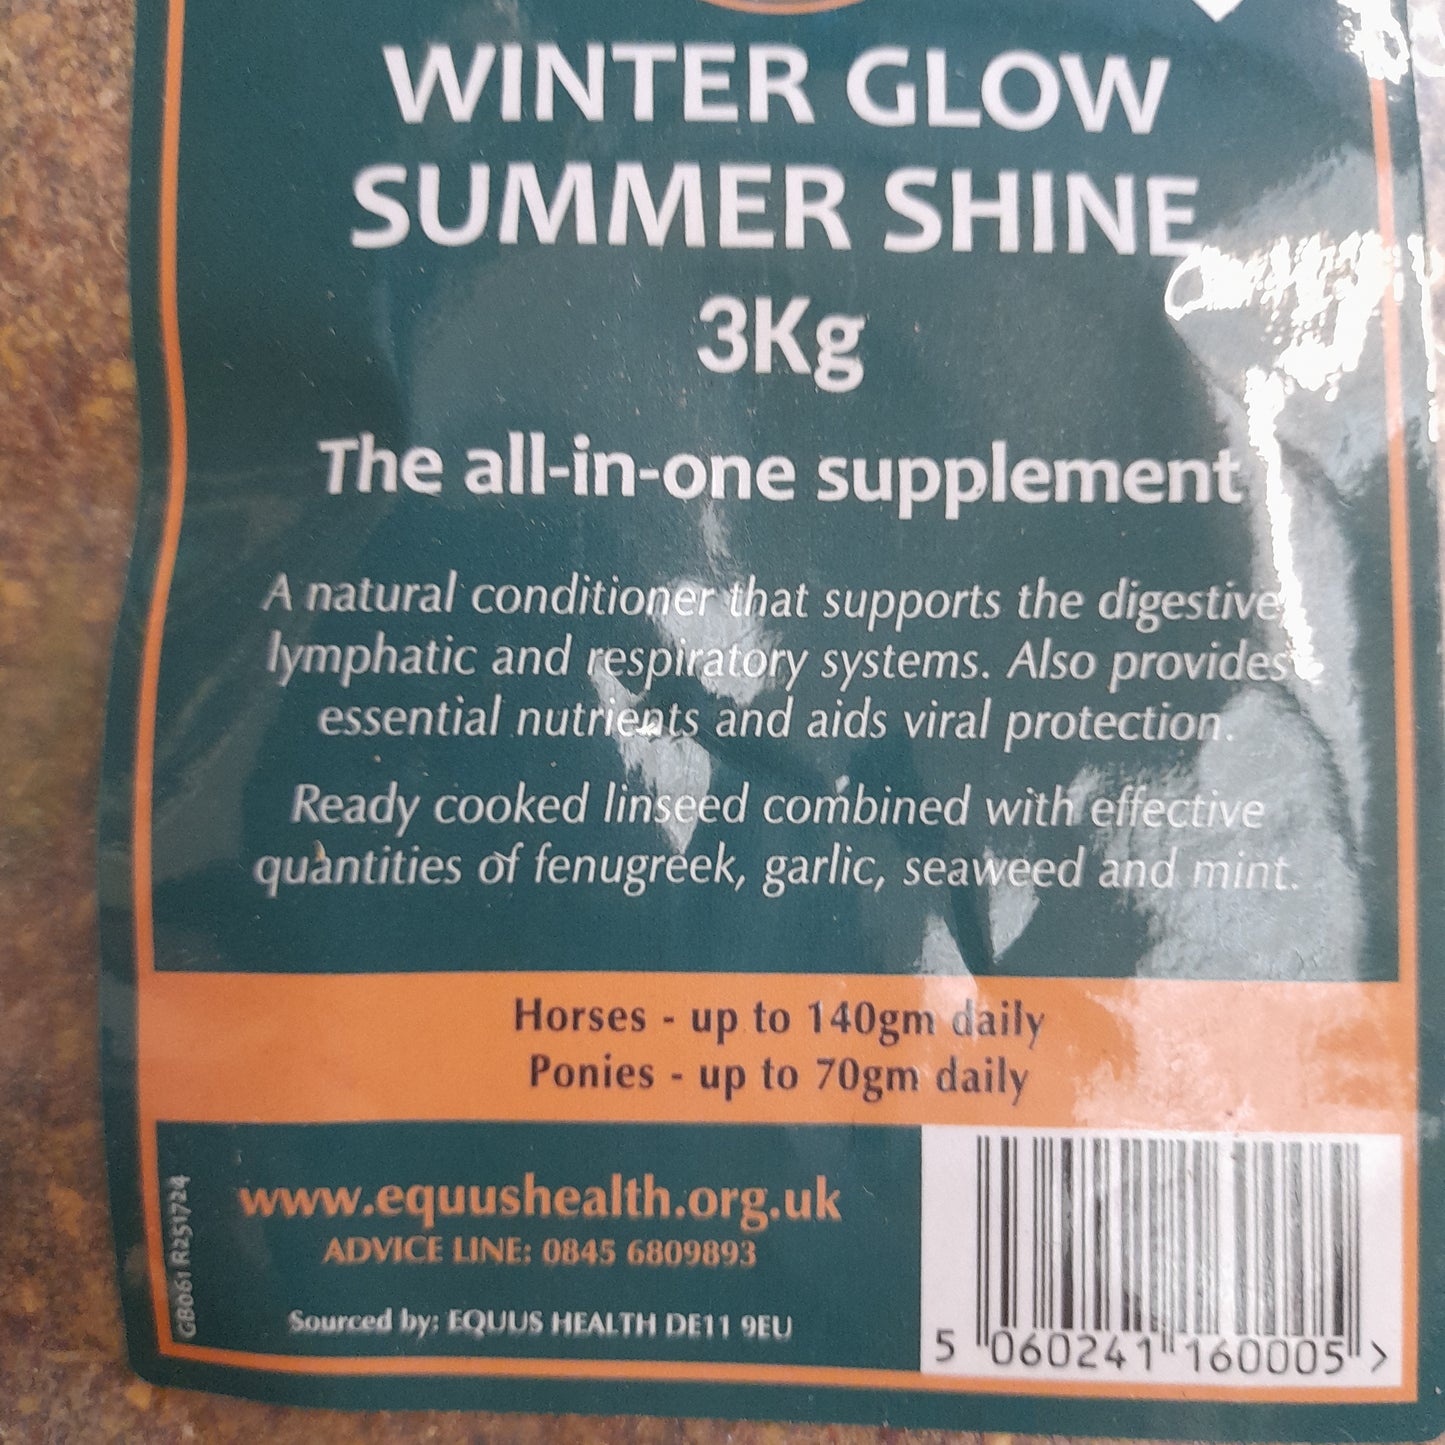 WINTER GLOW
SUMMER SHINE
3Kg
The all-in-one supplement
A natural conditioner that supports the digestive
lymphatic and respiratory systems. Also provides
essential nutrients and aids viral protection.
Ready cooked linseed combined with effective
quantities of fenugreek, garlic, seaweed and mint.
Horses - up to 140gm daily
Ponies - up to 70gm daily
www.equushealth.org.uk
ADVICE LINE: 0845 6809893
Sourced by: EQUUS HEALTH DE11 9EU
GB061 R251724
5 060241 160005 >